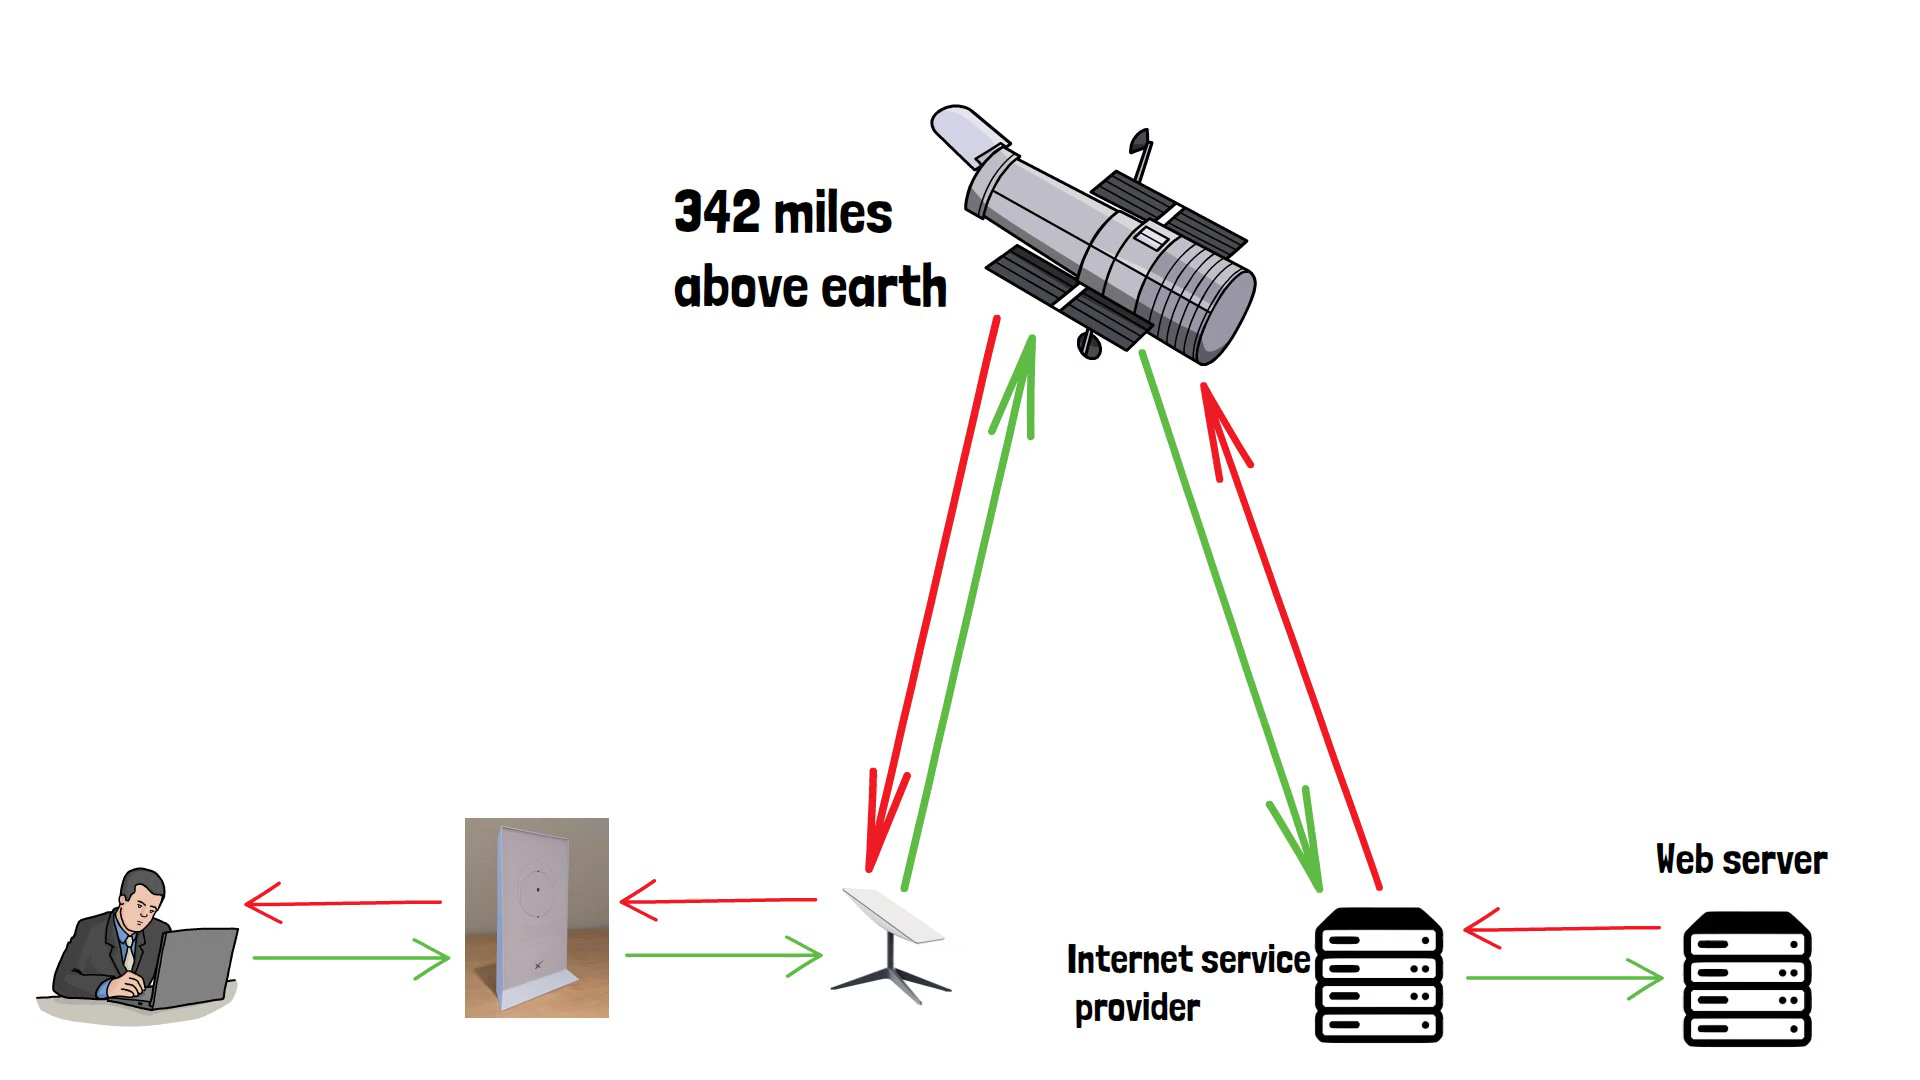 342 miles
above earth
Web server
Internet service
provider